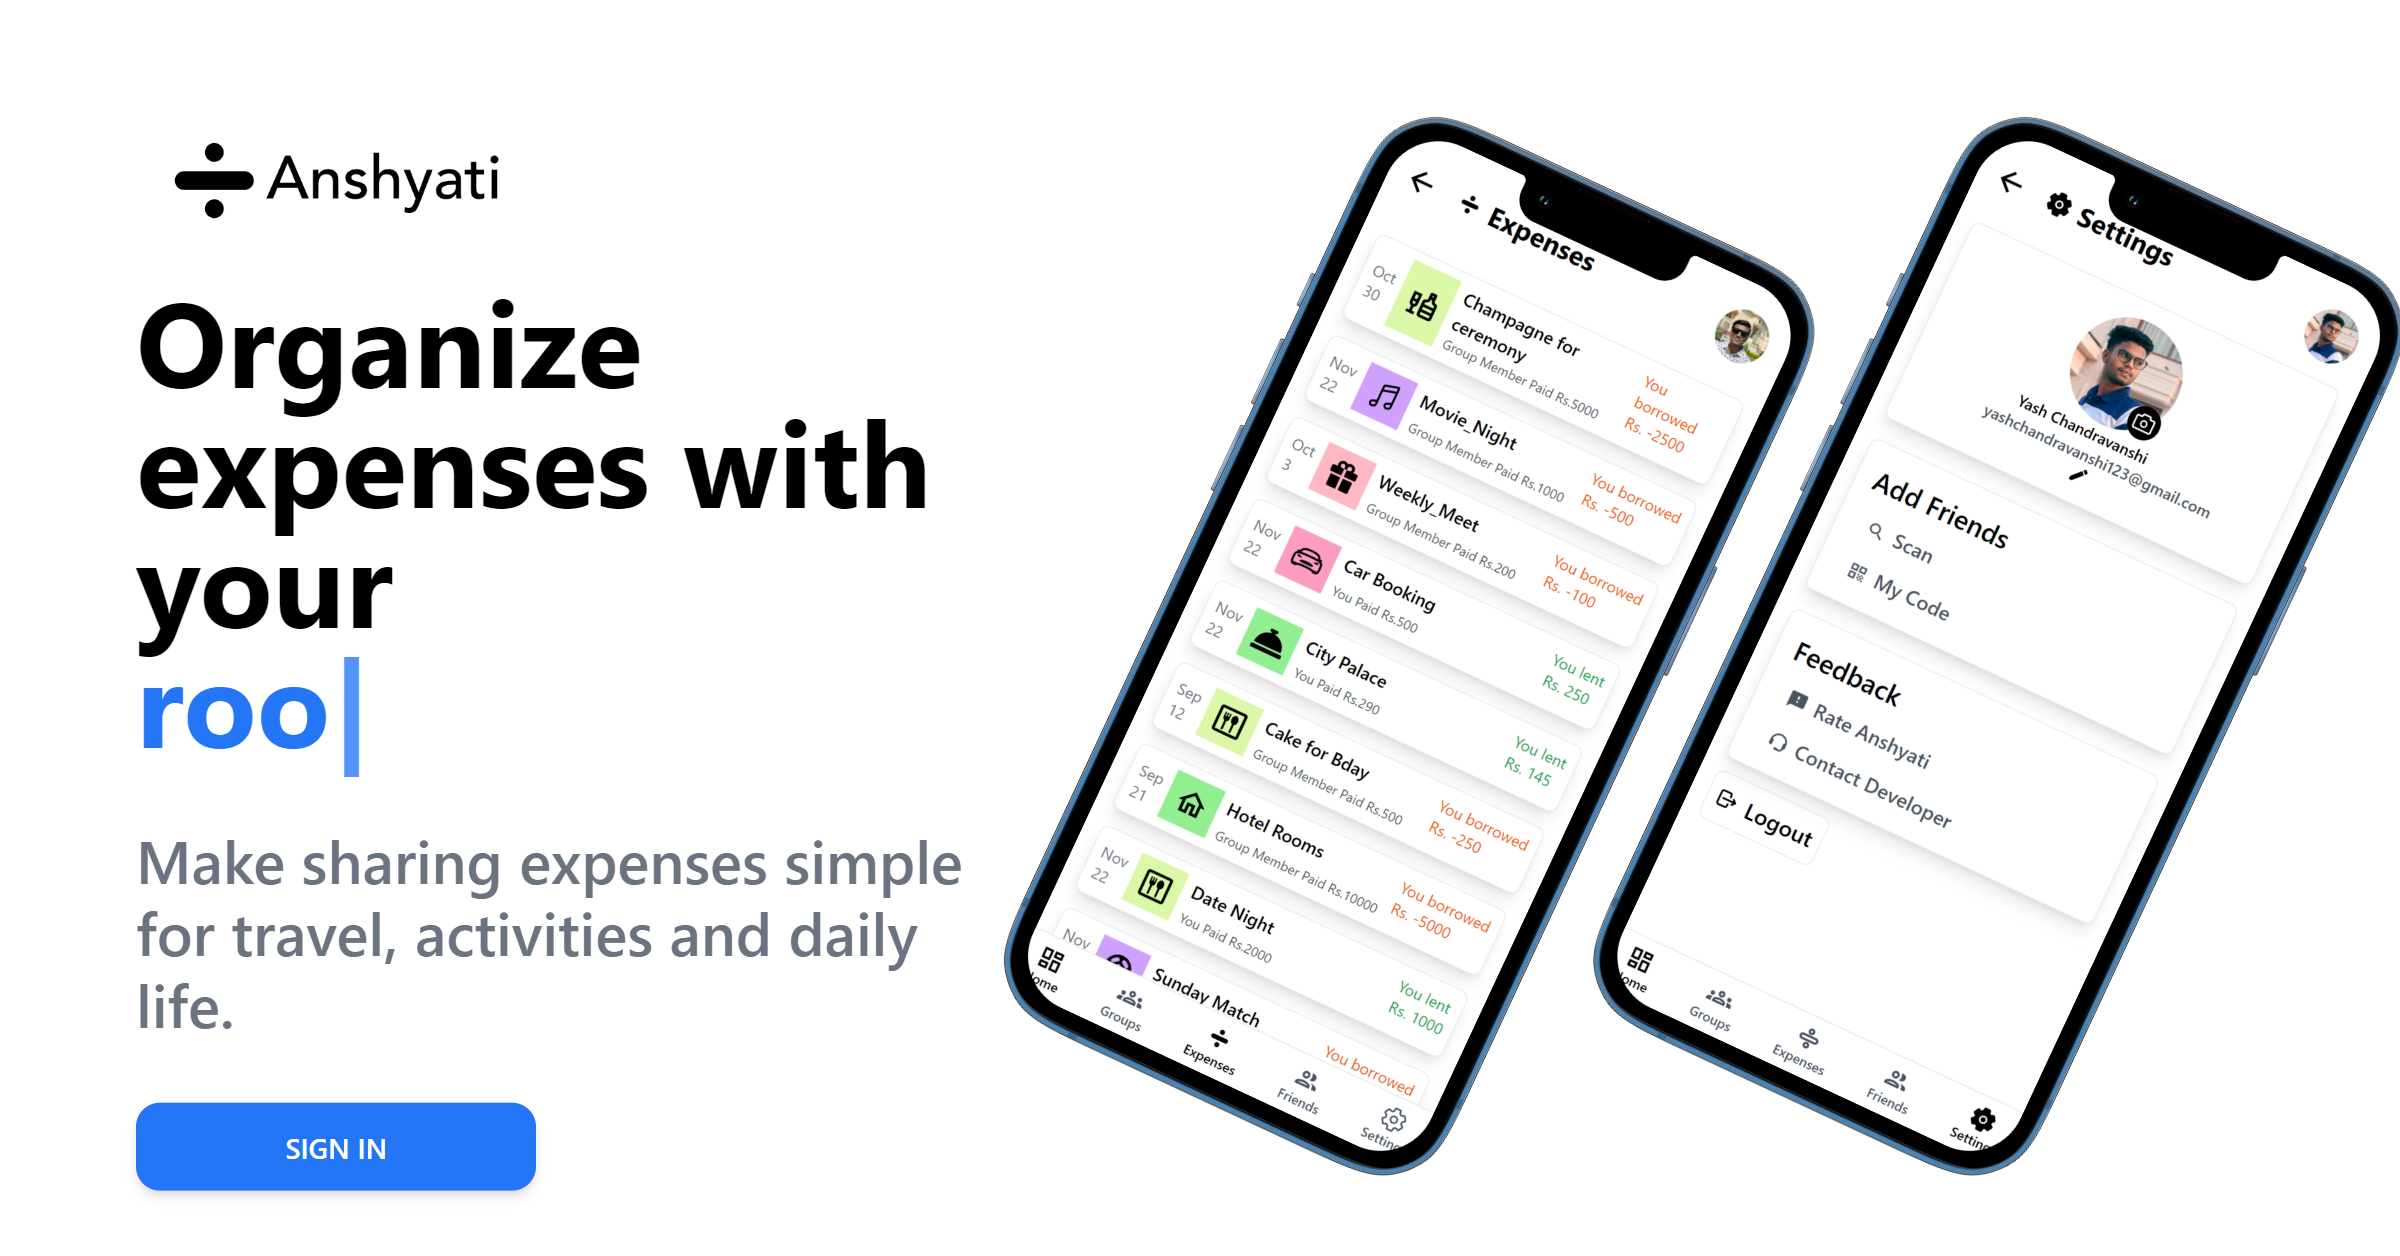 Anshyati
Organize
expenses with
your
roo
Make sharing expenses simple
for travel, activities and daily
life.
SIGN IN
Expenses
Oct
30
Champagne for
ceremony
Group Member Paid Rs.5000
You
borrowed
Rs. -2500
Nov
22
Movie_Night
Group Member Paid Rs.1000
You borrowed
Rs. -500
Oct
3
Weekly_Meet
Group Member Paid Rs.200
You borrowed
Rs. -100
Nov
22
Car Booking
You Paid Rs.500
You lent
Rs. 250
Nov
22
City Palace
You Paid Rs.290
You lent
Rs. 145
Sep
12
Cake for Bday
Group Member Paid Rs.500
You borrowed
Rs. -250
Sep
21
Hotel Rooms
Group Member Paid Rs.10000
You borrowed
Rs. -5000
Nov
22
Date Night
You Paid Rs.2000
You lent
Rs. 1000
Nov
Sunday Match
You borrowed
ome
Groups
Expenses
Friends
Setting
Settings
Yash Chandravanshi
yashchandravanshi123@gmail.com
Add Friends
Scan
My Code
Feedback
Rate Anshyati
Contact Developer
Logout
ome
Groups
Expenses
Friends
Setting